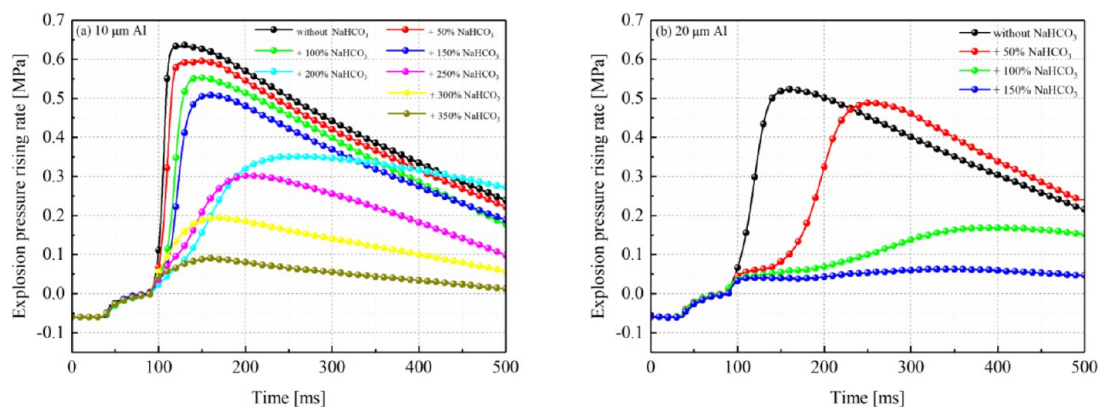 (a) 10 μm Al
without NaHCO3
+ 50% NaHCO3
+ 100% NaHCO3
+ 150% NaHCO3
+ 200% NaHCO3
+ 250% NaHCO3
+ 300% NaHCO3
+ 350% NaHCO3
Explosion pressure rising rate [MPa]
0.7
0.6
0.5
0.4
0.3
0.2
0.1
0.0
-0.1
0
100
200
300
400
500
Time [ms]
(b) 20 μm Al
without NaHCO3
+ 50% NaHCO3
+ 100% NaHCO3
+ 150% NaHCO3
Explosion pressure rising rate [MPa]
0.7
0.6
0.5
0.4
0.3
0.2
0.1
0.0
-0.1
0
100
200
300
400
500
Time [ms]